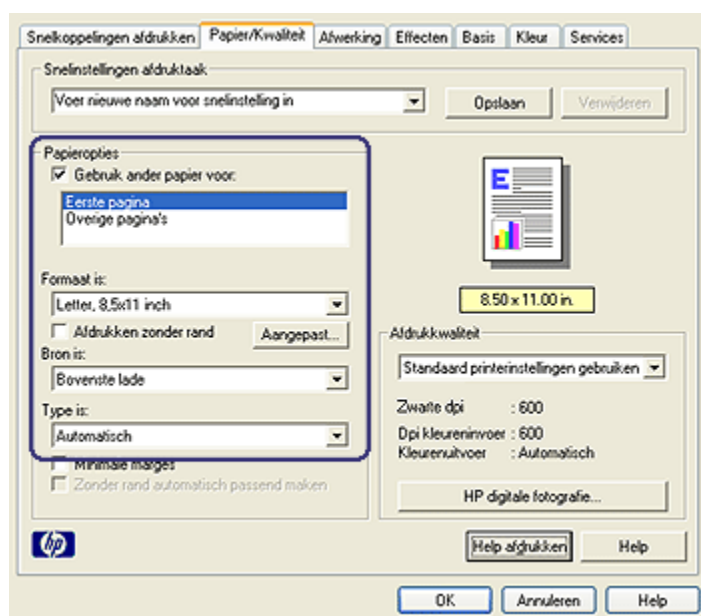 Snelkoppelingen afdrukken Papier/Kwaliteit Afwerking Effecten Basis Kleur Services
Snelinstellingen afdruktaak
Voer nieuwe naam voor snelinstelling in Opslaan Verwijderen
Papieropties
Gebruik ander papier voor:
Eerste pagina
Overige pagina's
Formaat is:
Letter, 8,5x11 inch
Afdrukken zonder rand Aangepast...
Bron is:
Bovenste lade
Type is:
Automatisch
Minimale marges
Zonder rand automatisch passend maken
E
8.50 x 11.00 in.
Afdrukkwaliteit
Standaard printerinstellingen gebruiken
Zwarte dpi : 600
Dpi kleureninvoer : 600
Kleurenuitvoer : Automatisch
HP digitale fotografie...
hp
Help afdrukken Help
OK Annuleren Help